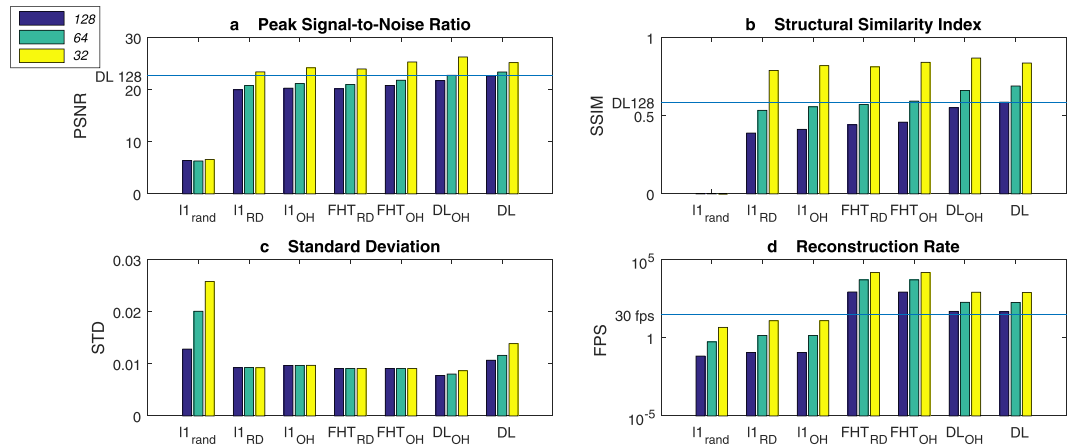 128
64
32
a Peak Signal-to-Noise Ratio
30
DL 128
20
10
0
PSNR
l1rand l1RD l1OH FHTRD FHTOH DLOH DL
b Structural Similarity Index
1
DL128
0.5
0
SSIM
l1rand l1RD l1OH FHTRD FHTOH DLOH DL
c Standard Deviation
0.03
0.02
0.01
0
STD
l1rand l1RD l1OH FHTRD FHTOH DLOH DL
d Reconstruction Rate
10^5
30 fps
1
10^-5
FPS
l1rand l1RD l1OH FHTRD FHTOH DLOH DL